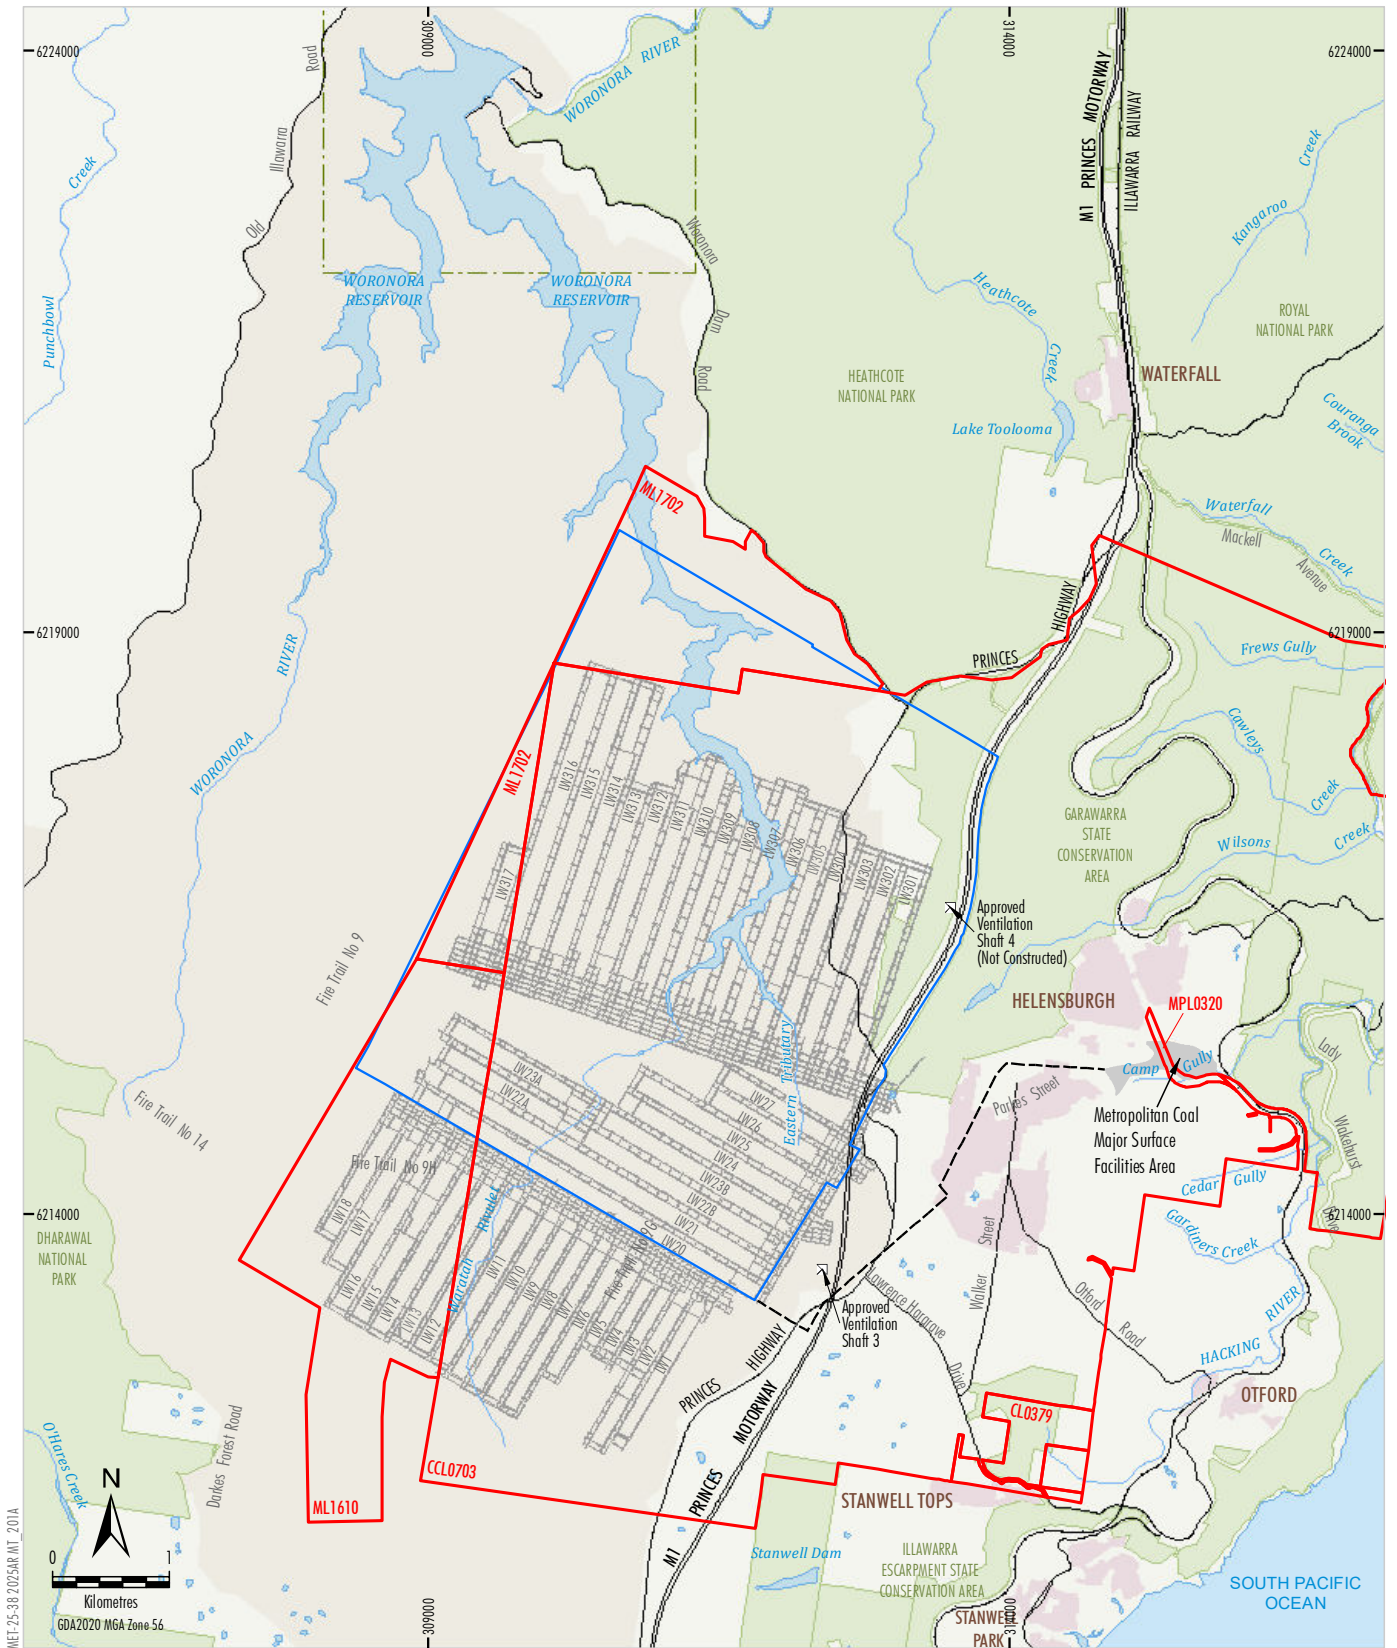 309000
314000
6224000
6224000
WORONORA RIVER
M1 PRINCES MOTORWAY
ILLAWARRA RAILWAY
Old Illawarra Road
Creek
Punchbowl
Kangaroo Creek
Woronora Dam Road
WORONORA
RESERVOIR
WORONORA
RESERVOIR
Heathcote Creek
ROYAL
NATIONAL PARK
HEATHCOTE
NATIONAL PARK
WATERFALL
Couranga
Brook
Lake Toolooma
ML1702
Waterfall Creek
Mackell Avenue
PRINCES HIGHWAY
6219000
6219000
Frews Gully
WORONORA RIVER
Cawleys Creek
ML1702
LW317
LW316
LW315
LW314
LW313
LW312
LW311
LW310
LW309
LW308
LW307
LW306
LW305
LW304
LW303
LW302
LW301
GARAWARRA
STATE
CONSERVATION
AREA
Wilsons Creek
Approved
Ventilation
Shaft 4
(Not Constructed)
Fire Trail No 9
HELENSBURGH
MPL0320
Lady Wakehurst Drive
Camp Gully
Parkes Street
Eastern Tributary
Metropolitan Coal
Major Surface
Facilities Area
Fire Trail No 14
LW23A
LW22A
LW27
LW26
LW25
LW24
LW23B
LW22B
LW21
LW20
Fire Trail No 9H
Fire Trail No 9G
Cedar Gully
Gardiners Creek
6214000
6214000
DHARAWAL
NATIONAL
PARK
LW18
LW17
LW16
LW15
LW14
LW13
LW12
Waratah Rivulet
LW11
LW10
LW9
LW8
LW7
LW6
LW5
LW4
LW3
LW2
LW1
Approved
Ventilation
Shaft 3
Lawrence Hargrave Drive
Walker Street
Otford Road
HACKING RIVER
PRINCES HIGHWAY
OTFORD
CL0379
M1 PRINCES MOTORWAY
O'Hares Creek
Darkes Forest Road
CCL0703
ML1610
STANWELL TOPS
Stanwell Dam
ILLAWARRA
ESCARPMENT STATE
CONSERVATION AREA
STANWELL
PARK
SOUTH PACIFIC
OCEAN
N
0 1
Kilometres
GDA2020 MGA Zone 56
MET-25-38 2025AR MT_201A
309000
314000